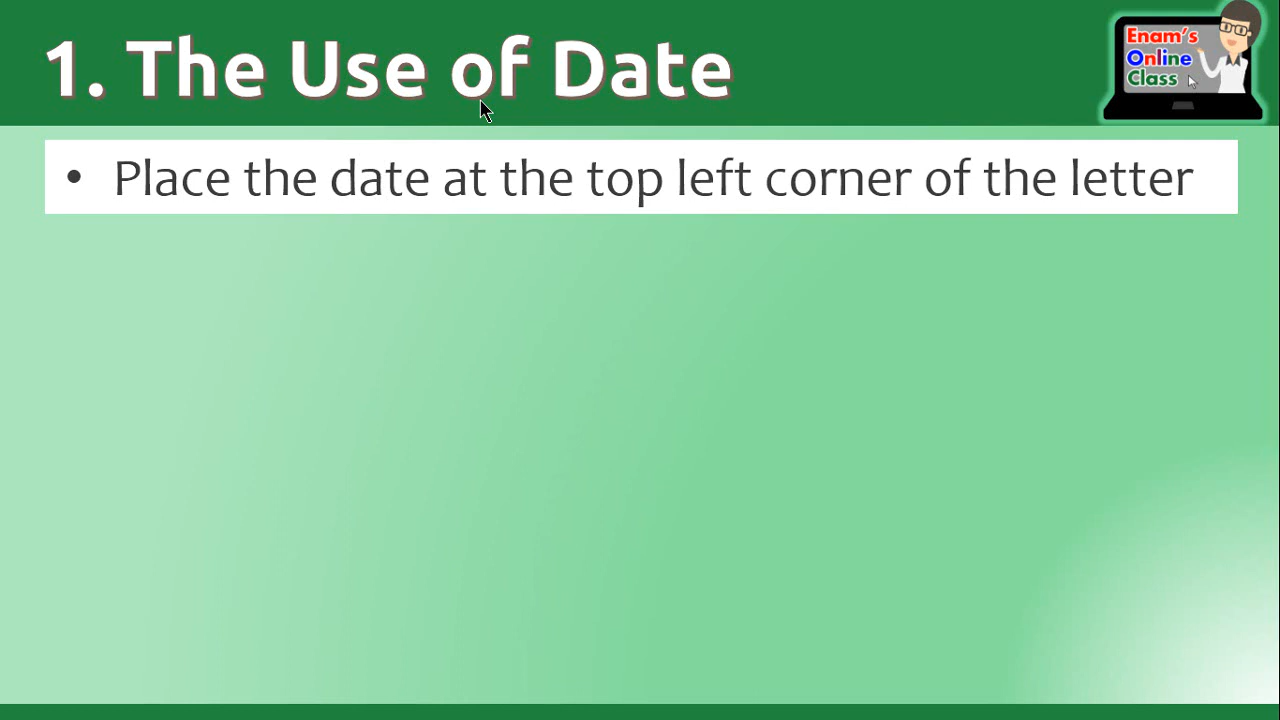 1. The Use of Date
Enam's
Online
Class
• Place the date at the top left corner of the letter